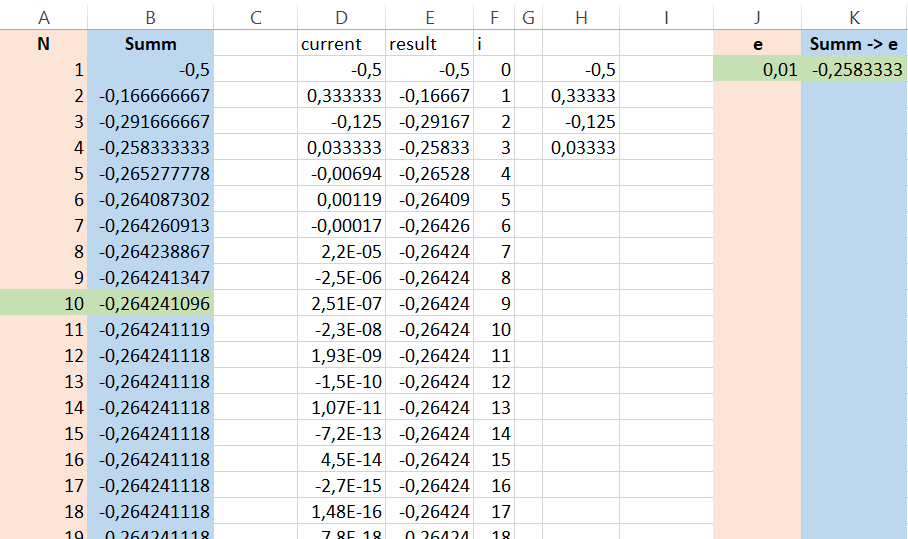 A B C D E F G H I J K
N Summ current result i e Summ -> e
1 -0,5 -0,5 -0,5 0 -0,5 0,01 -0,2583333
2 -0,166666667 0,333333 -0,16667 1 0,33333
3 -0,291666667 -0,125 -0,29167 2 -0,125
4 -0,258333333 0,033333 -0,25833 3 0,03333
5 -0,265277778 -0,00694 -0,26528 4
6 -0,264087302 0,00119 -0,26409 5
7 -0,264260913 -0,00017 -0,26426 6
8 -0,264238867 2,2E-05 -0,26424 7
9 -0,264241347 -2,5E-06 -0,26424 8
10 -0,264241096 2,51E-07 -0,26424 9
11 -0,264241119 -2,3E-08 -0,26424 10
12 -0,264241118 1,93E-09 -0,26424 11
13 -0,264241118 -1,5E-10 -0,26424 12
14 -0,264241118 1,07E-11 -0,26424 13
15 -0,264241118 -7,2E-13 -0,26424 14
16 -0,264241118 4,5E-14 -0,26424 15
17 -0,264241118 -2,7E-15 -0,26424 16
18 -0,264241118 1,48E-16 -0,26424 17
19 -0,264241118 -7,8E-18 -0,26424 18